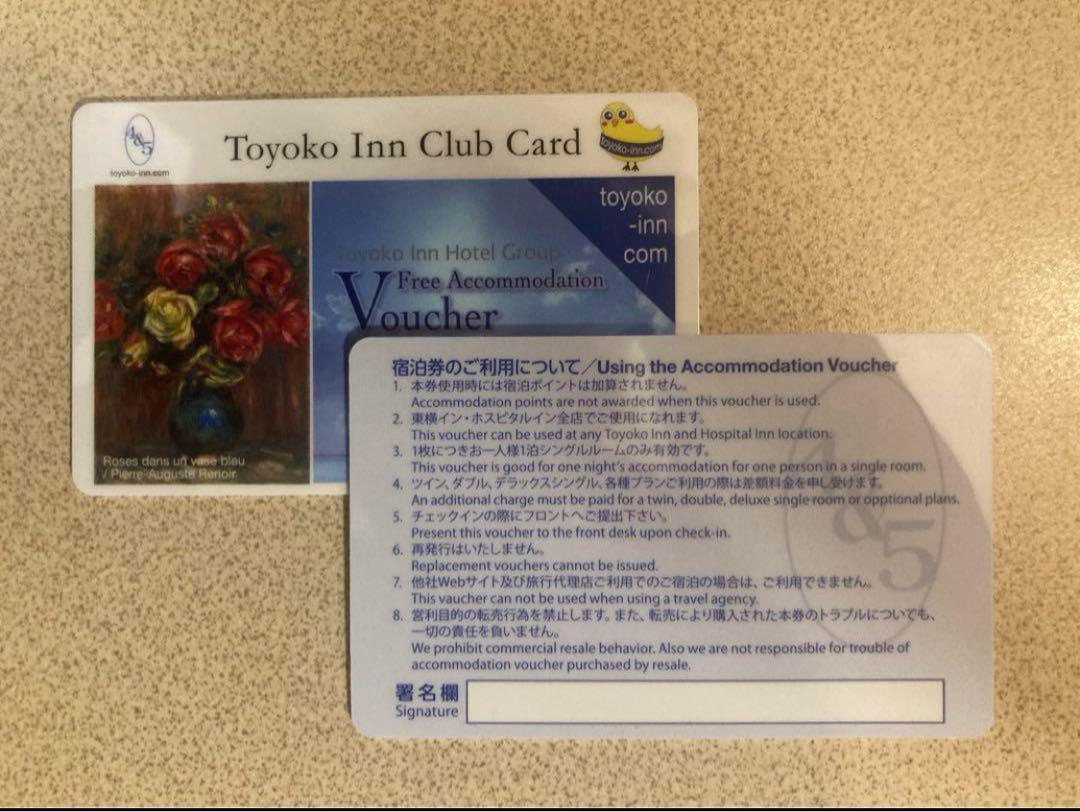 4&5
toyoko-inn.com
Toyoko Inn Club Card
toyoko-inn.com
toyoko
-inn
com
Toyoko Inn Hotel Group
Free Accommodation
Voucher
Roses dans un vase bleu
/ Pierre-Auguste Renoir
宿泊券のご利用について／Using the Accommodation Voucher
1. 本券使用時には宿泊ポイントは加算されません。
Accommodation points are not awarded when this voucher is used.
2. 東横イン・ホスピタルイン全店でご使用になれます。
This voucher can be used at any Toyoko Inn and Hospital Inn location.
3. 1枚につきお一人様1泊シングルルームのみ有効です。
This voucher is good for one night's accommodation for one person in a single room.
4. ツイン、ダブル、デラックスシングル、各種プランご利用の際は差額料金を申し受けます。
An additional charge must be paid for a twin, double, deluxe single room or opptional plans.
5. チェックインの際にフロントへご提出下さい。
Present this voucher to the front desk upon check-in.
6. 再発行はいたしません。
Replacement vouchers cannot be issued.
7. 他社Webサイト及び旅行代理店ご利用でのご宿泊の場合は、ご利用できません。
This vaucher can not be used when using a travel agency.
8. 営利目的の転売行為を禁止します。また、転売により購入された本券のトラブルについても、
一切の責任を負いません。
We prohibit commercial resale behavior. Also we are not responsible for trouble of
accommodation voucher purchased by resale.
4&5
署名欄
Signature